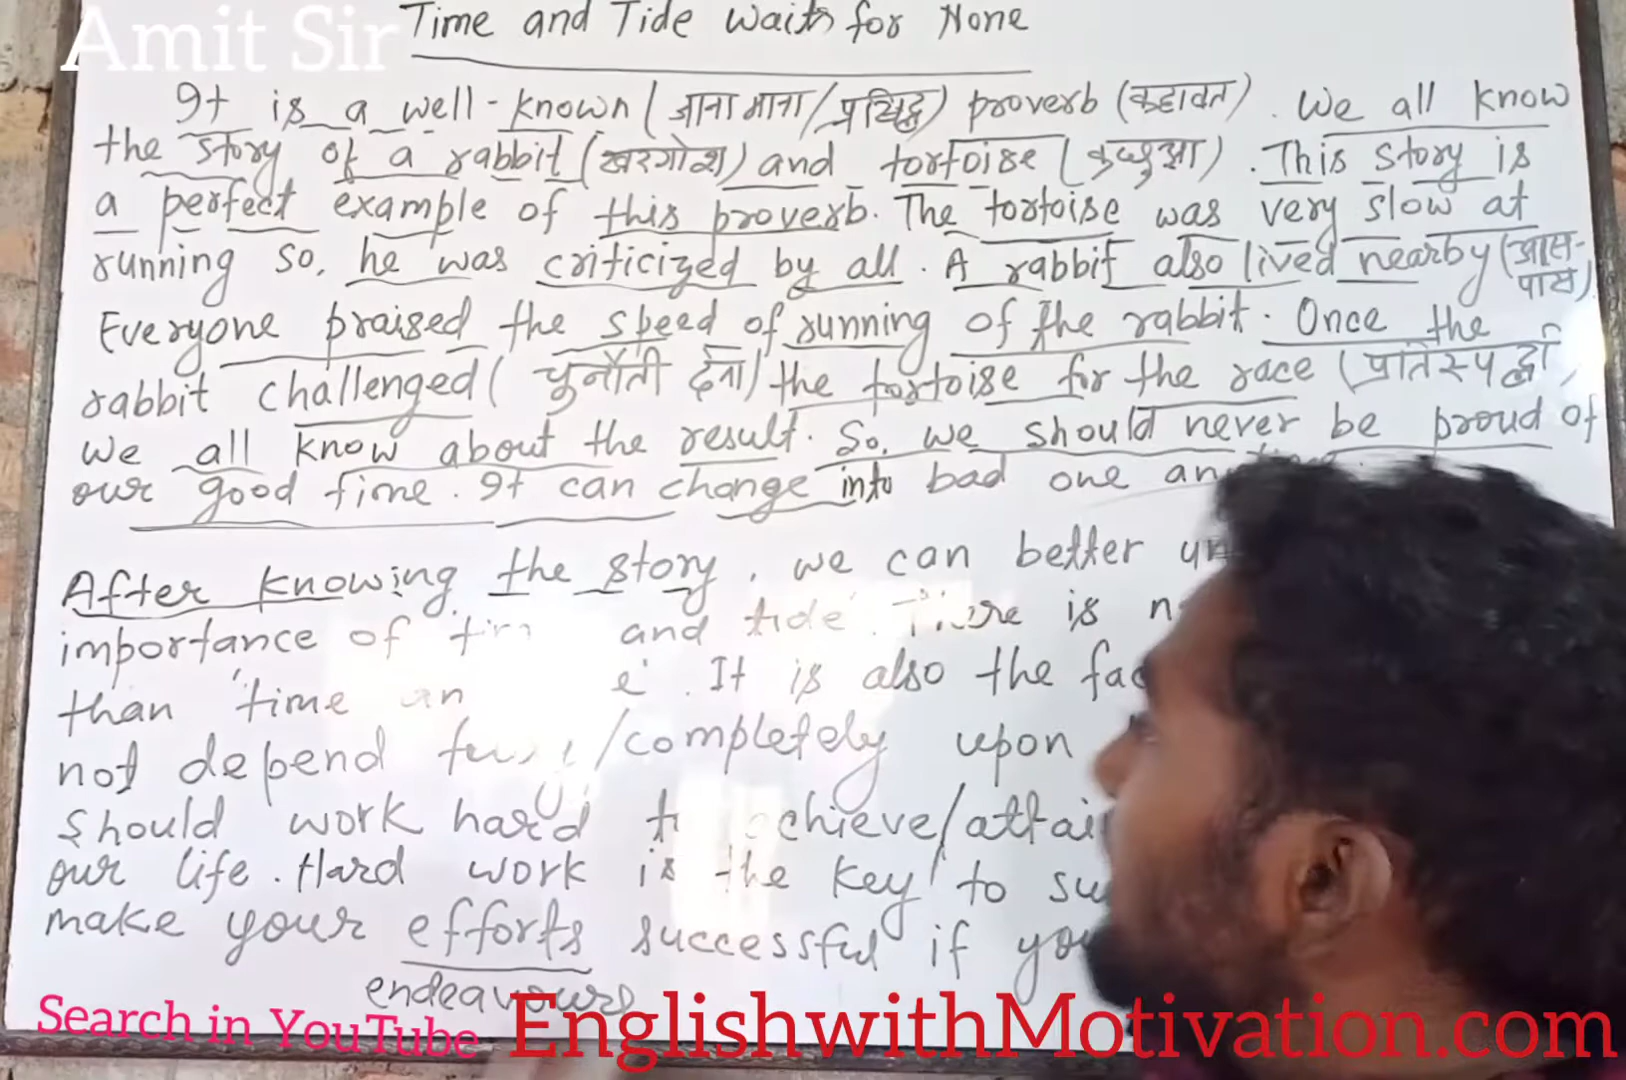 Amit Sir
Time and Tide Waits for None
It is a well-known (जाना माना/प्रसिद्ध) proverb (कहावत). We all know
the story of a rabbit (खरगोश) and tortoise (कछुआ). This story is
a perfect example of this proverb. The tortoise was very slow at
running so, he was criticized by all. A rabbit also lived nearby (आस-
पास)
Everyone praised the speed of running of the rabbit. Once the
rabbit challenged (चुनौती देना) the tortoise for the race (प्रतिस्पर्द्धा,
We all know about the result. So, we should never be proud of
our good time. It can change into bad one
After knowing the story, we can better
importance of and tide. There is
than 'time . It is also the
not depend /completely upon
should work hard achieve/
our life. Hard work is the key to
make your efforts successful if
endeavours
Search in YouTube - EnglishwithMotivation.com